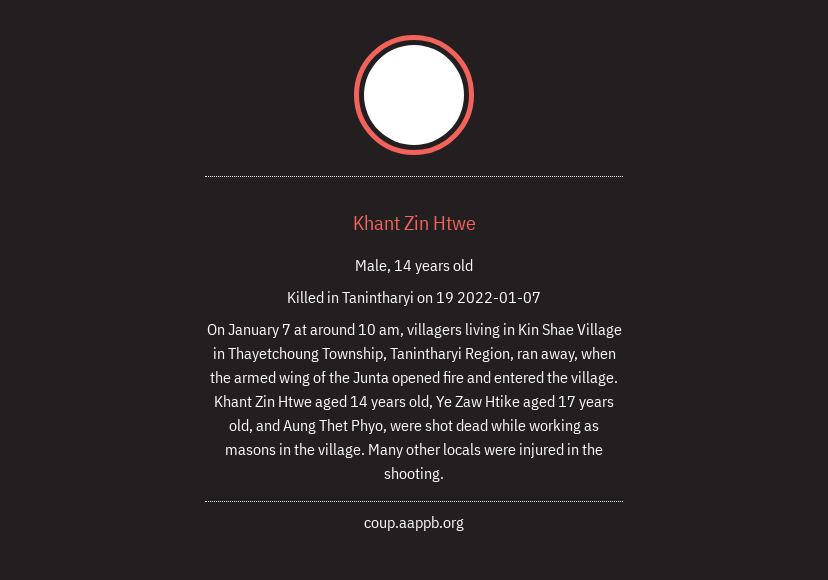 Khant Zin Htwe
Male, 14 years old
Killed in Tanintharyi on 19 2022-01-07
On January 7 at around 10 am, villagers living in Kin Shae Village
in Thayetchoung Township, Tanintharyi Region, ran away, when
the armed wing of the Junta opened fire and entered the village.
Khant Zin Htwe aged 14 years old, Ye Zaw Htike aged 17 years
old, and Aung Thet Phyo, were shot dead while working as
masons in the village. Many other locals were injured in the
shooting.
coup.aappb.org